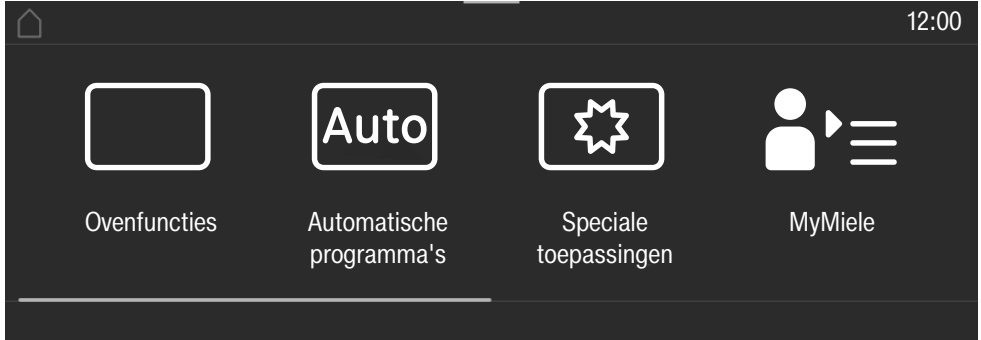 12:00
Auto
Ovenfuncties
Automatische
programma's
Speciale
toepassingen
MyMiele